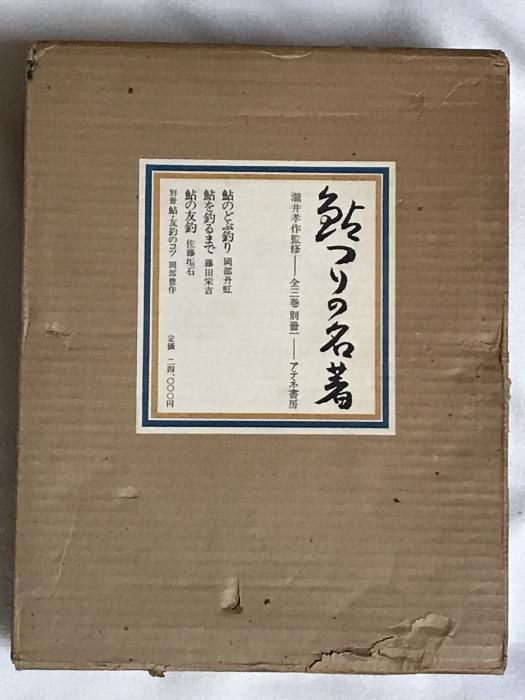 鮎つりの名著
瀧井孝作監修――全三巻 別冊一――アテネ書房
鮎のどぶ釣り 岡部丹虹
鮎を釣るまで 藤田栄吉
鮎の友釣 佐藤垢石
別冊 鮎・友釣のコツ 岡部豊作
定価 二四、〇〇〇円